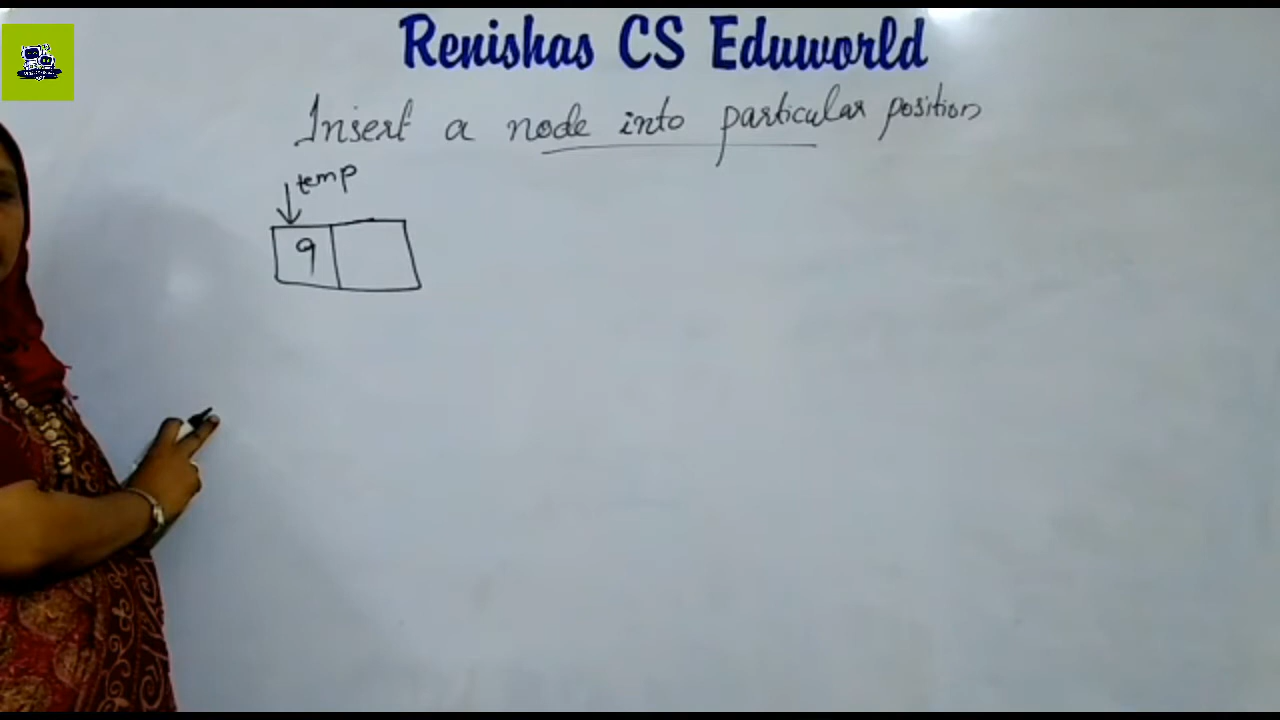 Renishas CS Eduworld
Insert a node into particular position
temp
9